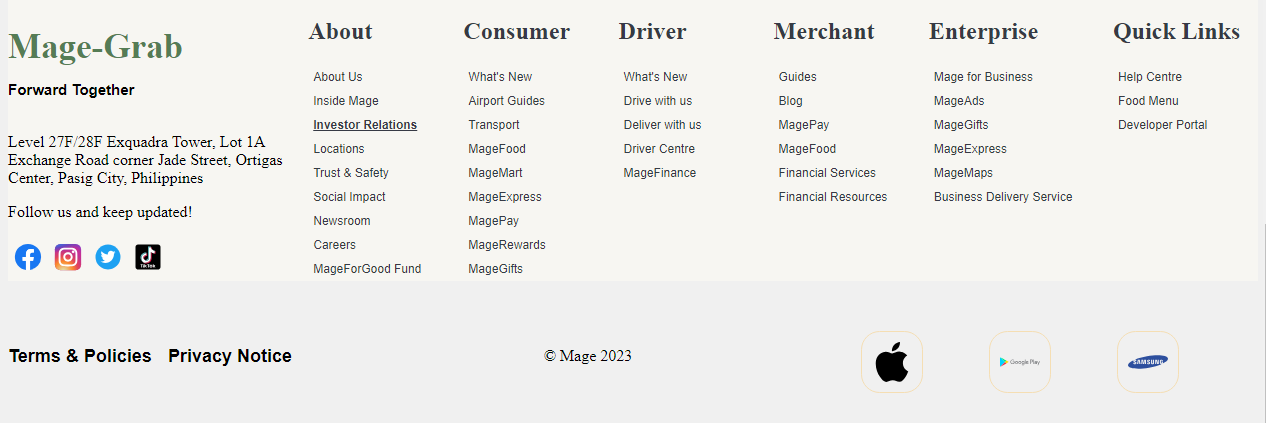 Mage-Grab
Forward Together
Level 27F/28F Exquadra Tower, Lot 1A
Exchange Road corner Jade Street, Ortigas
Center, Pasig City, Philippines
Follow us and keep updated!
TikTok
About
About Us
Inside Mage
Investor Relations
Locations
Trust & Safety
Social Impact
Newsroom
Careers
MageForGood Fund
Consumer
What's New
Airport Guides
Transport
MageFood
MageMart
MageExpress
MagePay
MageRewards
MageGifts
Driver
What's New
Drive with us
Deliver with us
Driver Centre
MageFinance
Merchant
Guides
Blog
MagePay
MageFood
Financial Services
Financial Resources
Enterprise
Mage for Business
MageAds
MageGifts
MageExpress
MageMaps
Business Delivery Service
Quick Links
Help Centre
Food Menu
Developer Portal
Terms & Policies Privacy Notice
© Mage 2023
Google Play
SAMSUNG